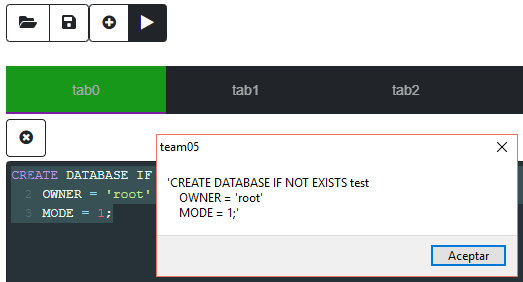 tab0 tab1 tab2
CREATE DATABASE IF
2 OWNER = 'root'
3 MODE = 1;
team05
'CREATE DATABASE IF NOT EXISTS test
OWNER = 'root'
MODE = 1;'
Aceptar